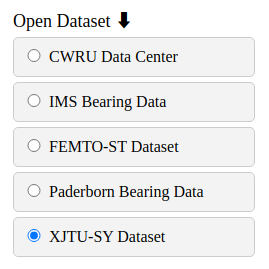 Open Dataset ⬇
CWRU Data Center
IMS Bearing Data
FEMTO-ST Dataset
Paderborn Bearing Data
XJTU-SY Dataset